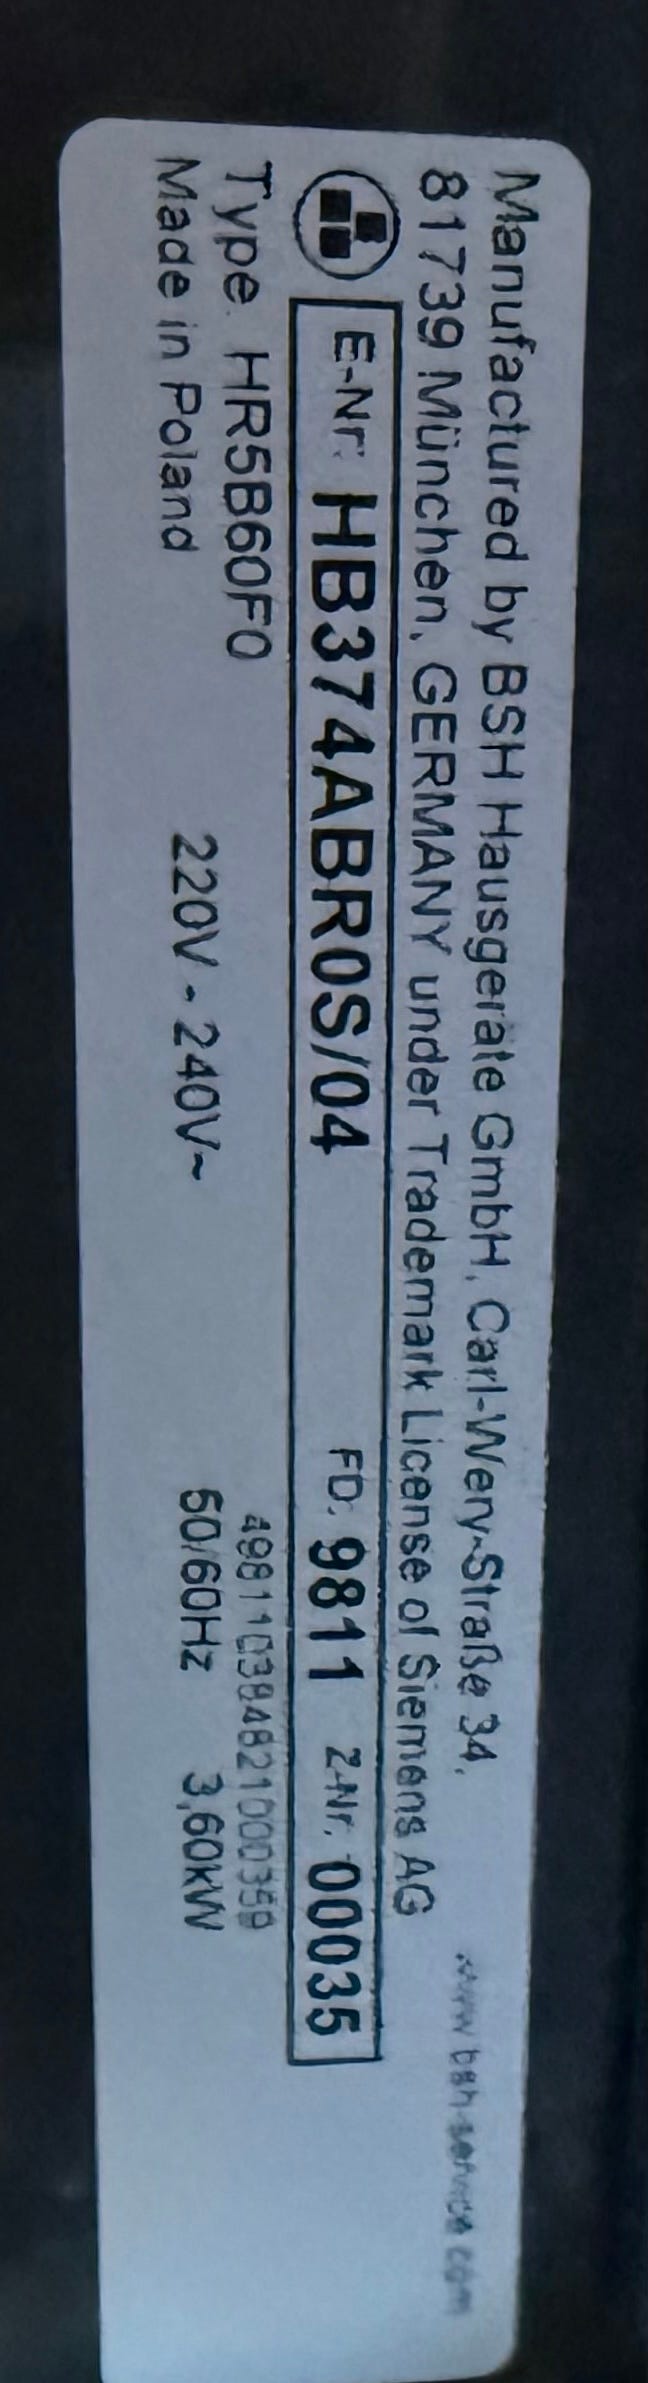 Manufactured by BSH Hausgeräte GmbH, Carl-Wery-Straße 34,
www.bsh-service.com
81739 München, GERMANY under Trademark License of Siemens AG
E-Nr: HB374ABR0S/04 FD: 9811 Z-Nr. 00035
Type HR5B60F0
Made in Poland 220V - 240V~ 50/60Hz 3,60kW